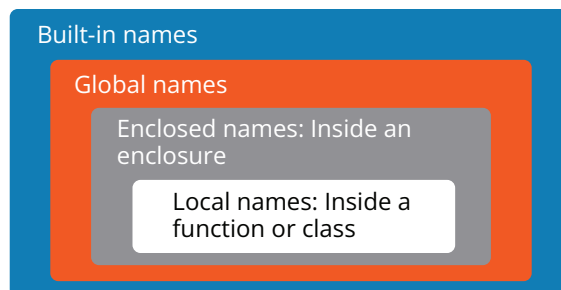 Built-in names
Global names
Enclosed names: Inside an
enclosure
Local names: Inside a
function or class